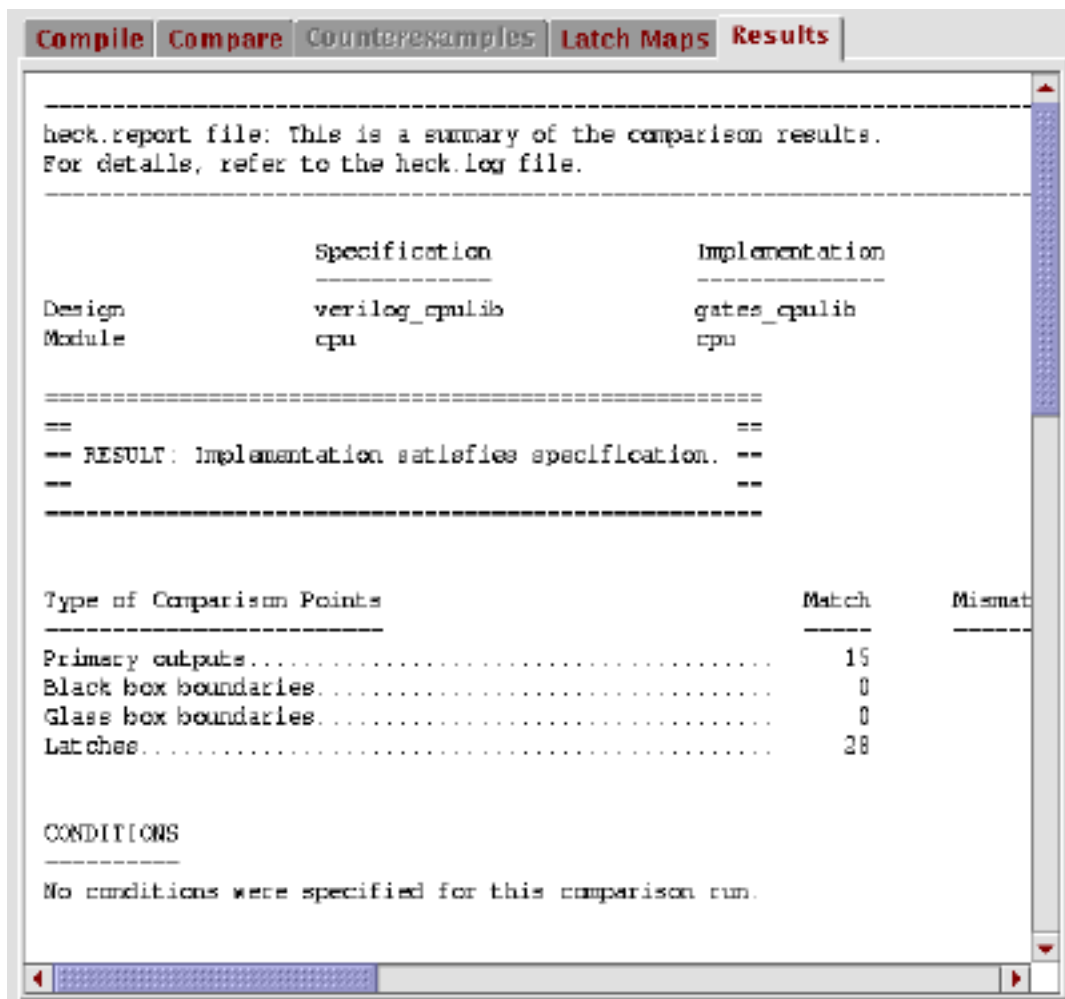 Compile Compare Counterexamples Latch Maps Results
heck.report file: This is a summary of the comparison results.
For details, refer to the heck.log file.
Specification Implementation
Design verilog_cpulib gates_cpulib
Module cpu cpu
====================================================
== ==
== RESULT: Implementation satisfies specification. ==
== ==
====================================================
Type of Comparison Points Match Mismat
Primary outputs....................................... 15
Black box boundaries.................................. 0
Glass box boundaries.................................. 0
Latches............................................... 28
CONDITIONS
----------
No conditions were specified for this comparison run.